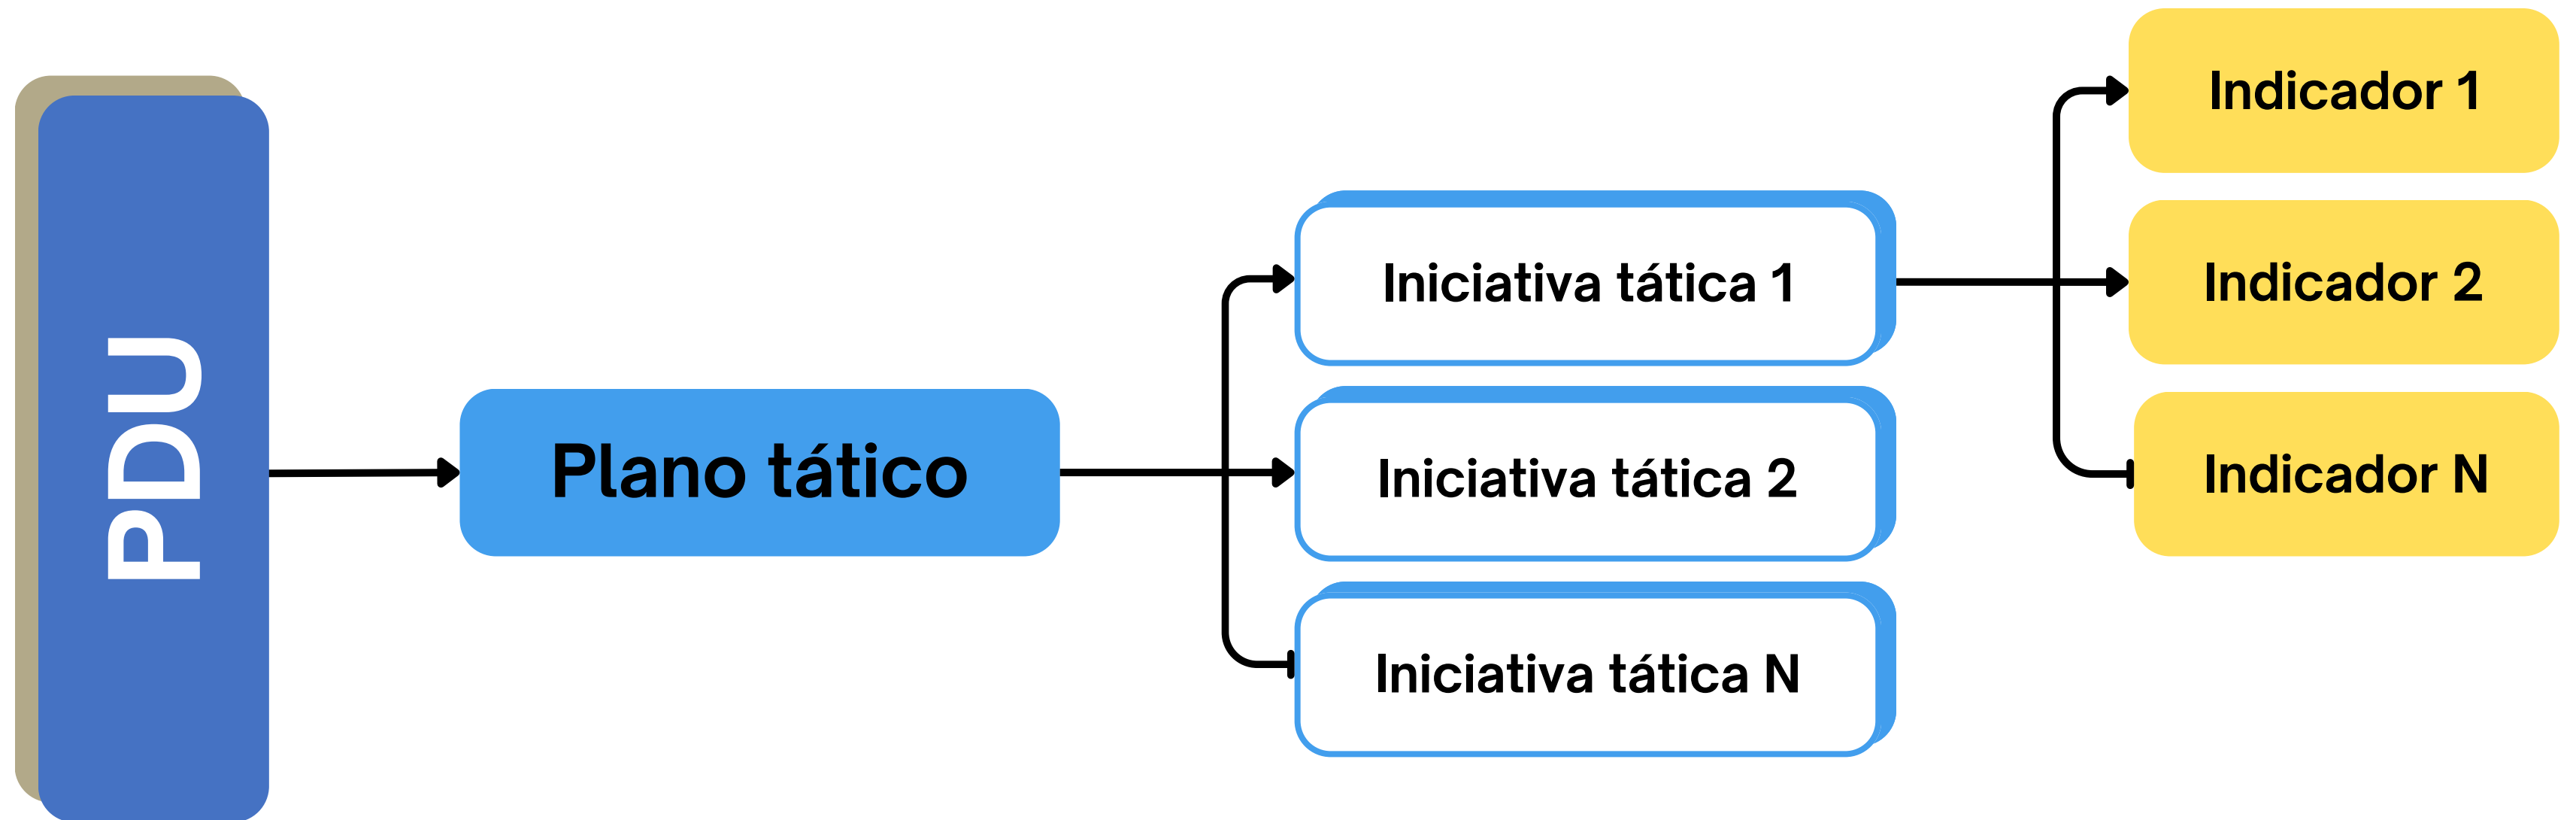 PDU
Plano tático
Iniciativa tática 1
Iniciativa tática 2
Iniciativa tática N
Indicador 1
Indicador 2
Indicador N